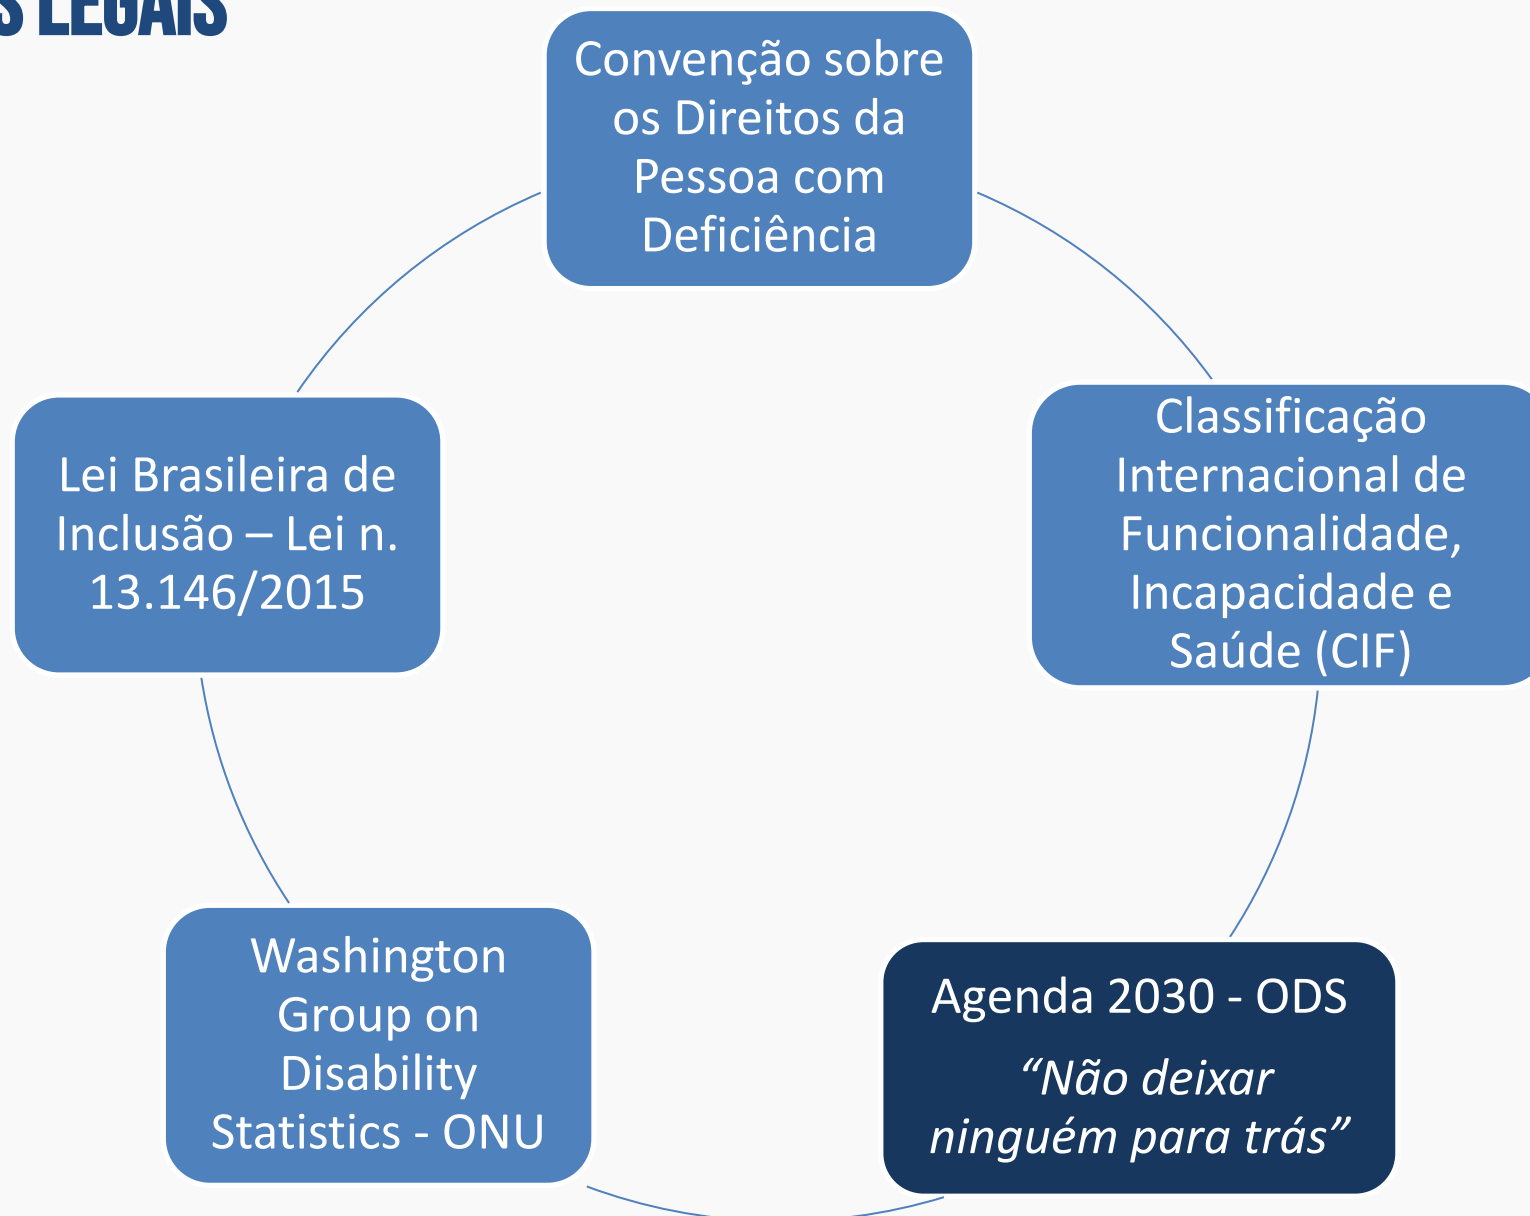 S LEGAIS
Convenção sobre
os Direitos da
Pessoa com
Deficiência
Classificação
Internacional de
Funcionalidade,
Incapacidade e
Saúde (CIF)
Lei Brasileira de
Inclusão – Lei n.
13.146/2015
Washington
Group on
Disability
Statistics - ONU
Agenda 2030 - ODS
“Não deixar
ninguém para trás”